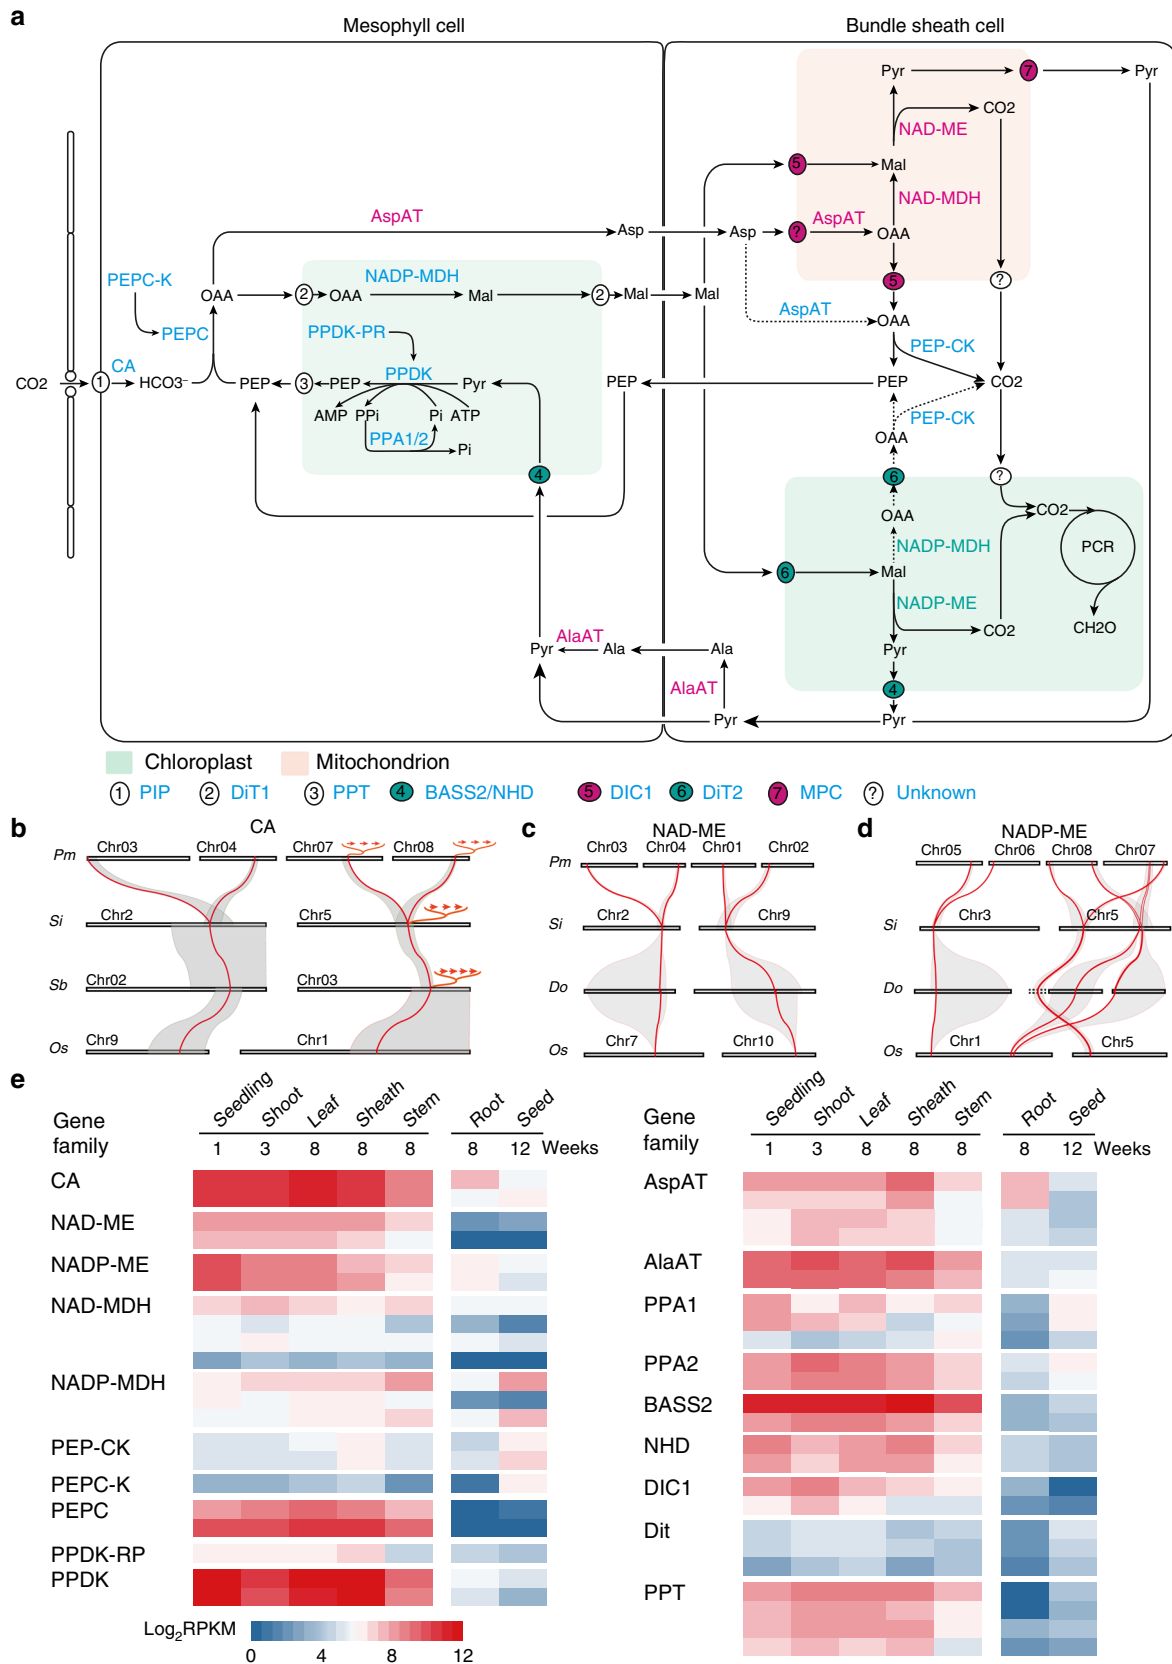 a
Mesophyll cell
Bundle sheath cell
Pyr
7
Pyr
CO2
NAD-ME
5
Mal
NAD-MDH
AspAT
AspAT
Asp
Asp
?
OAA
PEPC-K
NADP-MDH
5
?
OAA
2
OAA
Mal
2
Mal
Mal
AspAT
OAA
PEPC
PPDK-PR
PEP-CK
CA
PPDK
CO2
1
HCO3–
PEP
3
PEP
Pyr
PEP
PEP
CO2
AMP
PPi
Pi
ATP
PEP-CK
PPA1/2
Pi
OAA
4
6
?
OAA
CO2
NADP-MDH
PCR
6
Mal
NADP-ME
CO2
CH2O
AlaAT
Pyr
Ala
Ala
Pyr
AlaAT
4
Pyr
Pyr
Chloroplast
Mitochondrion
1 PIP
2 DiT1
3 PPT
4 BASS2/NHD
5 DIC1
6 DiT2
7 MPC
? Unknown
b
CA
Chr03
Chr04
Chr07
Chr08
Pm
Chr2
Chr5
Si
Chr02
Chr03
Sb
Chr9
Chr1
Os
c
NAD-ME
Chr03
Chr04
Chr01
Chr02
Pm
Chr2
Chr9
Si
Do
Chr7
Chr10
Os
d
NADP-ME
Chr05
Chr06
Chr08
Chr07
Pm
Chr3
Chr5
Si
Do
Chr1
Chr5
Os
e
Gene family
Seedling
Shoot
Leaf
Sheath
Stem
Root
Seed
1 3 8 8 8 8 12 Weeks
CA
NAD-ME
NADP-ME
NAD-MDH
NADP-MDH
PEP-CK
PEPC-K
PEPC
PPDK-RP
PPDK
Log2RPKM
0 4 8 12
Gene family
Seedling
Shoot
Leaf
Sheath
Stem
Root
Seed
1 3 8 8 8 8 12 Weeks
AspAT
AlaAT
PPA1
PPA2
BASS2
NHD
DIC1
Dit
PPT